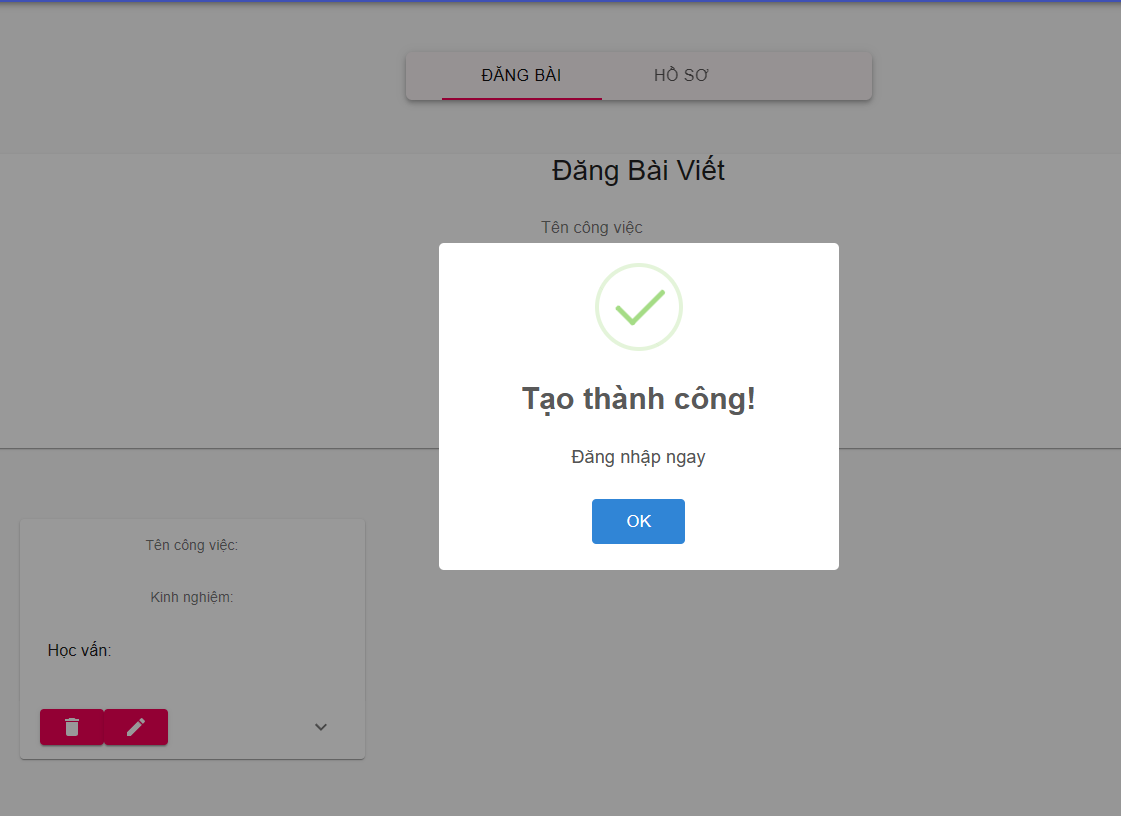 ĐĂNG BÀI HỒ SƠ
Đăng Bài Viết
Tên công việc
Tạo thành công!
Đăng nhập ngay
OK
Tên công việc:
Kinh nghiệm:
Học vấn: